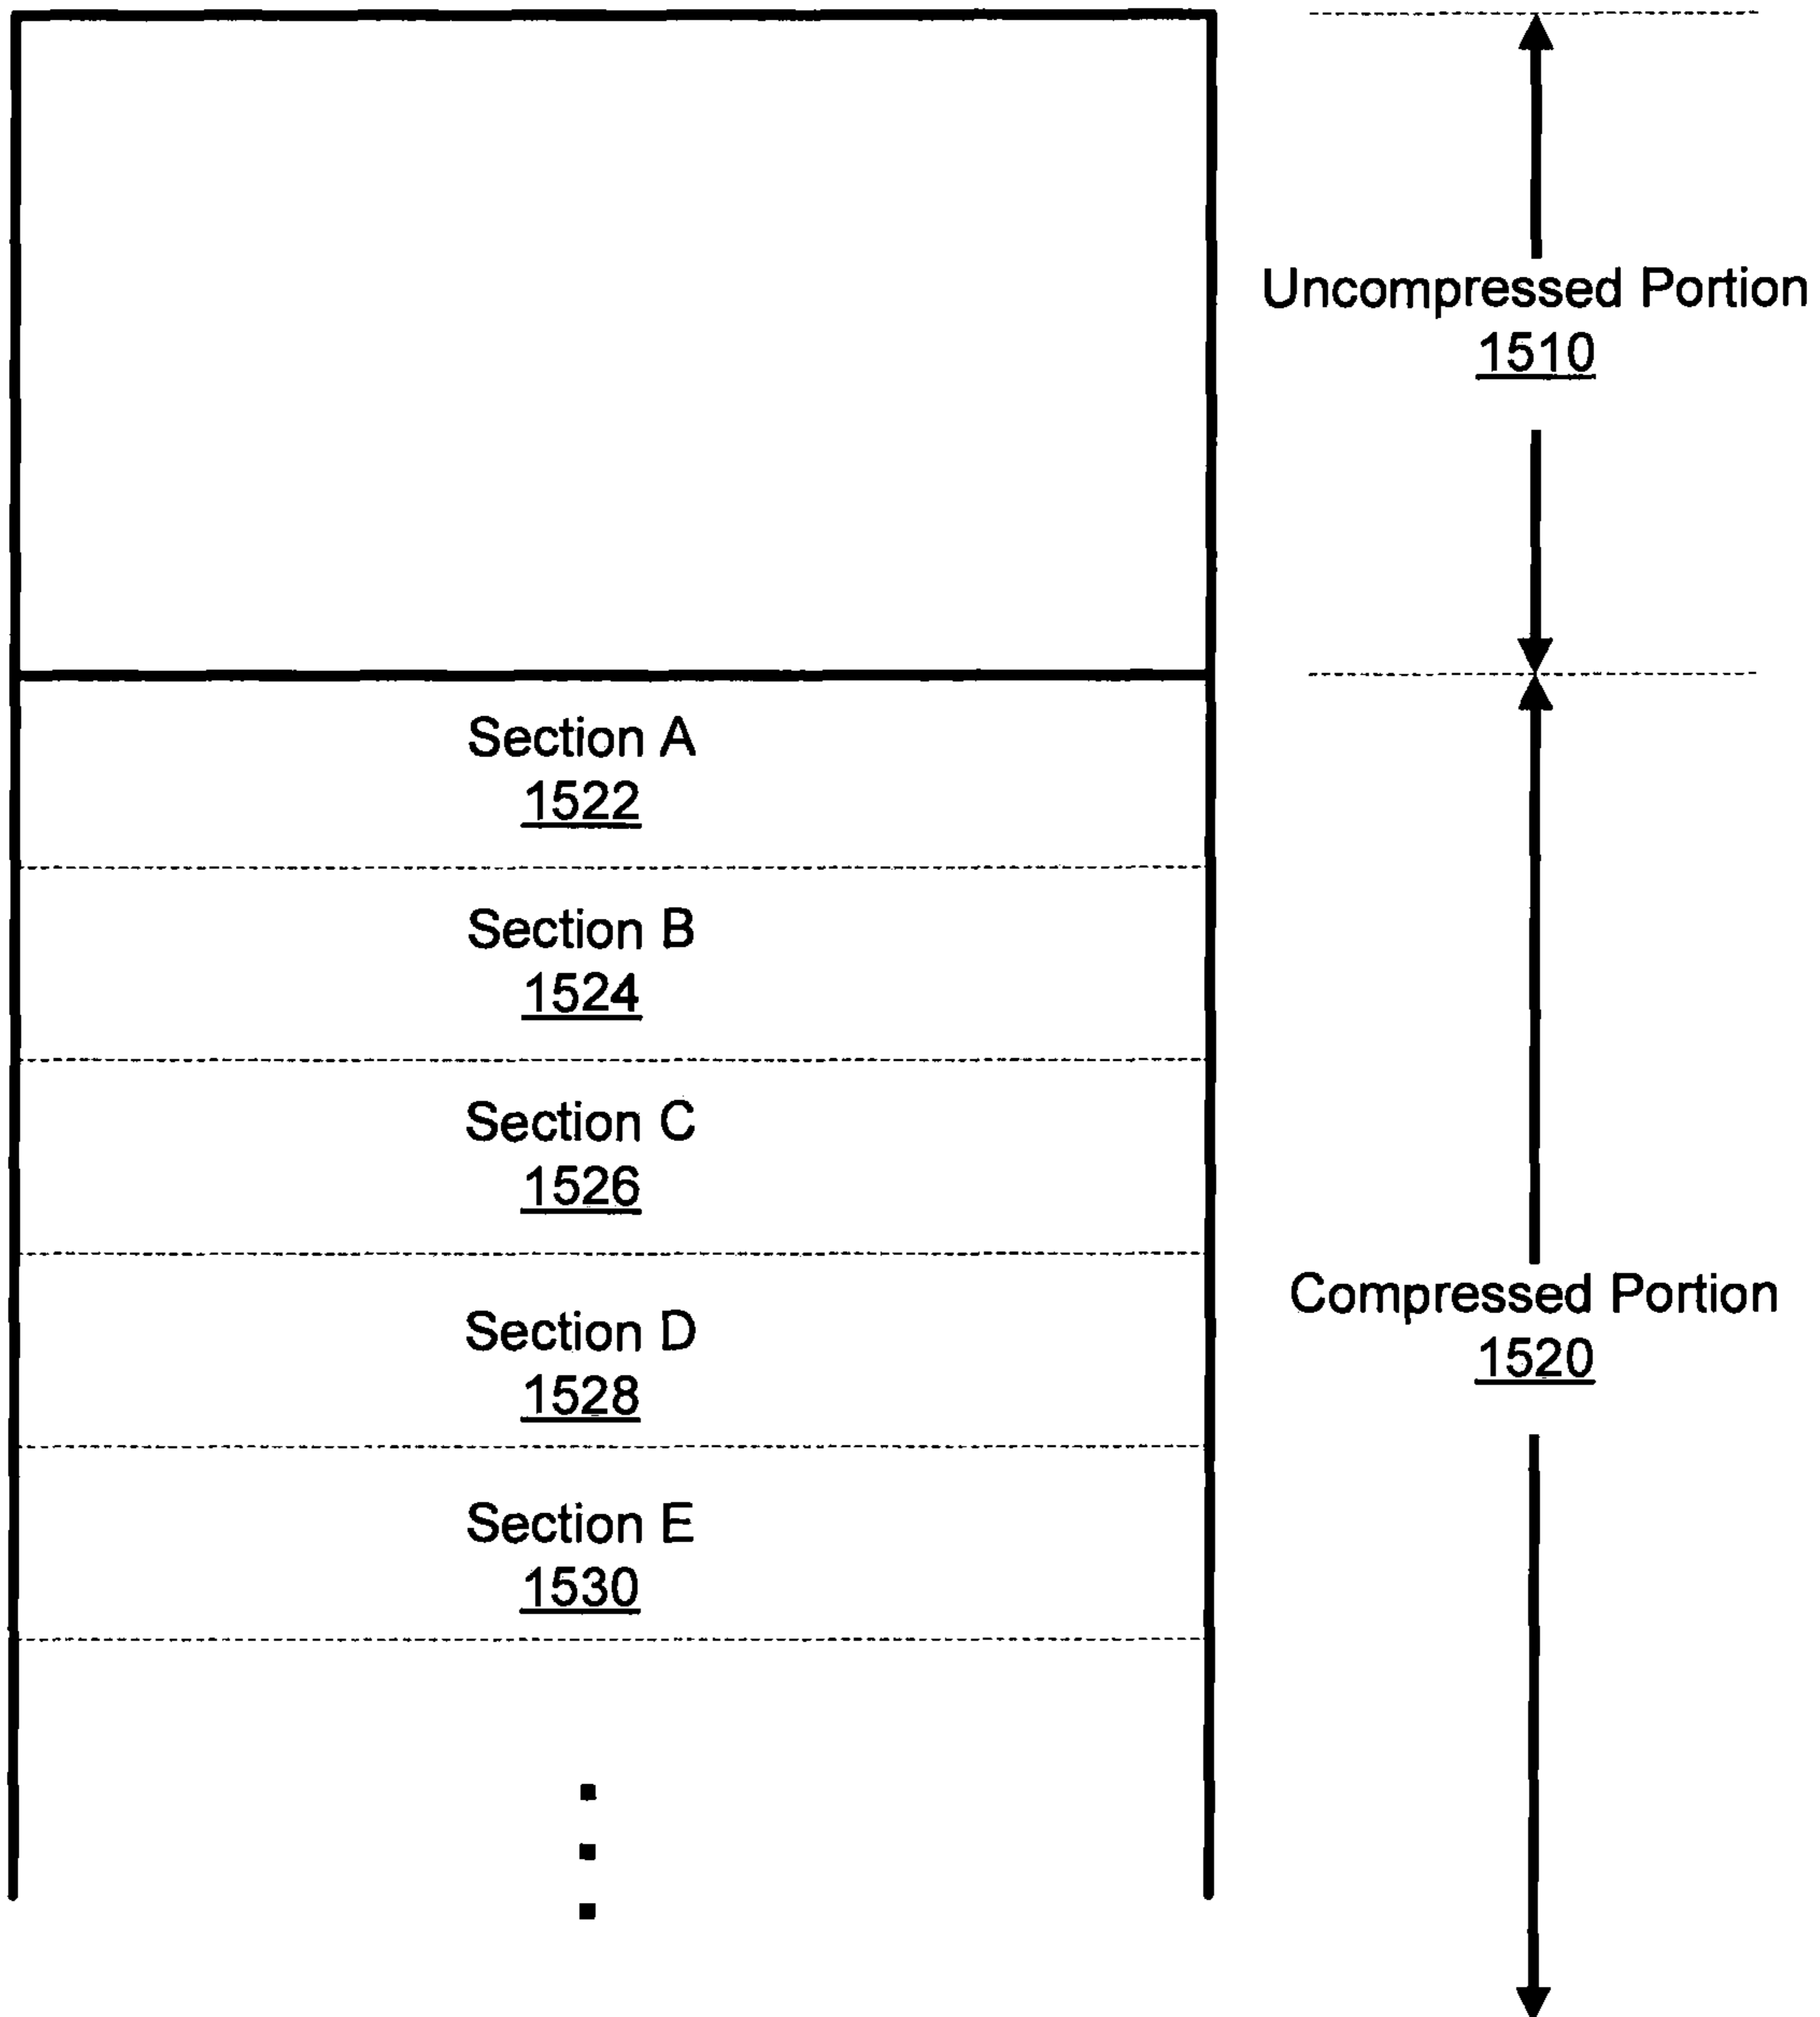 Uncompressed Portion
1510
Section A
1522
Section B
1524
Section C
1526
Section D
1528
Compressed Portion
1520
Section E
1530